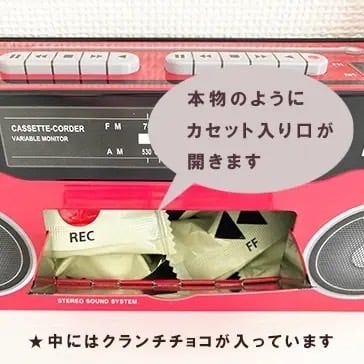 本物のように
カセット入り口が
開きます
CASSETTE-CORDER
VARIABLE MONITOR
FM
AM 530
REC
FF
STEREO SOUND SYSTEM
★中にはクランチチョコが入っています